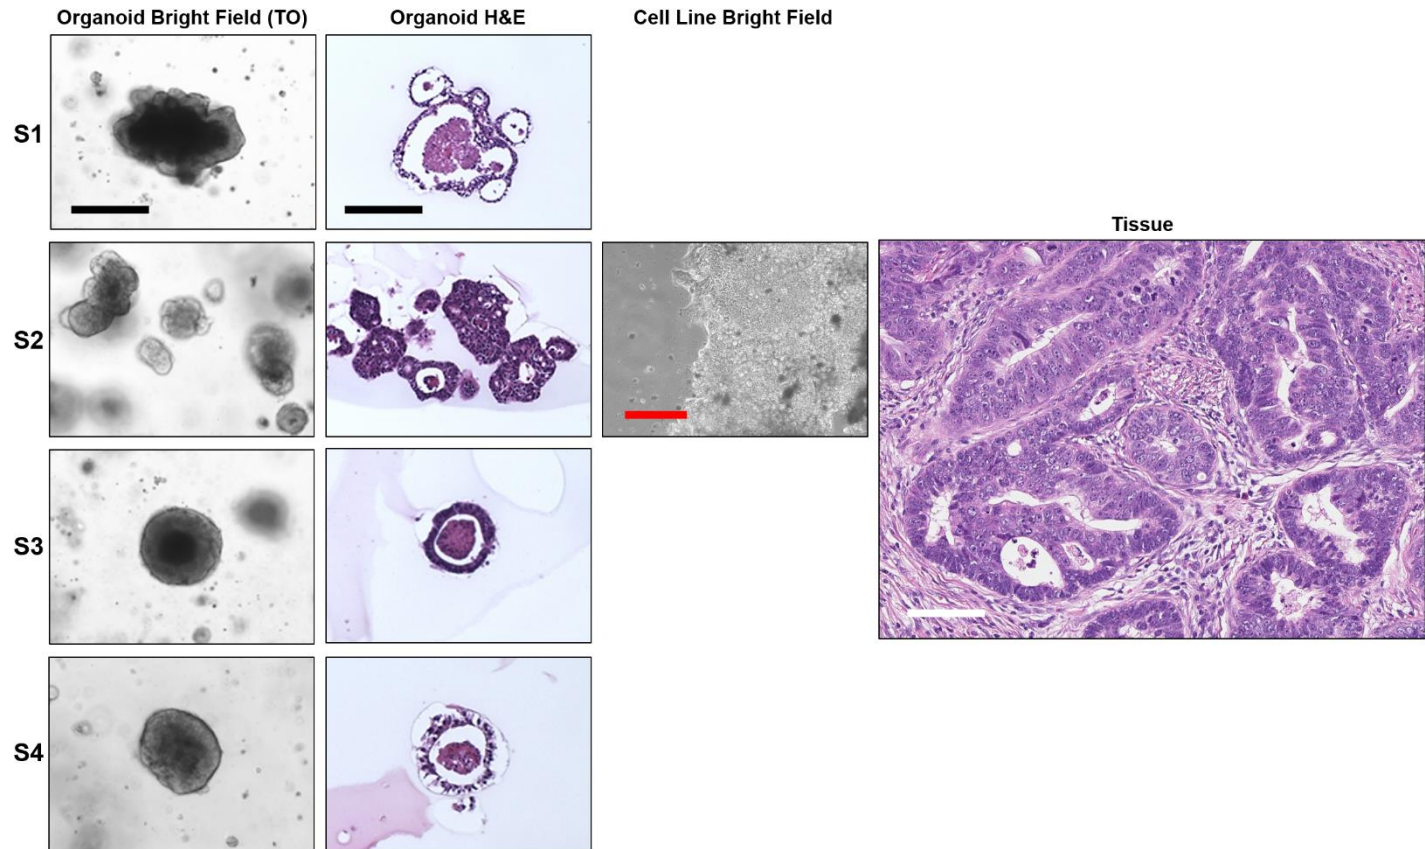 Organoid Bright Field (TO)
Organoid H&E
Cell Line Bright Field
S1
Tissue
S2
S3
S4